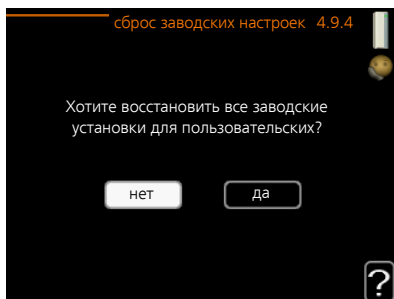 сброс заводских настроек 4.9.4
Хотите восстановить все заводские
установки для пользовательских?
нет да
?